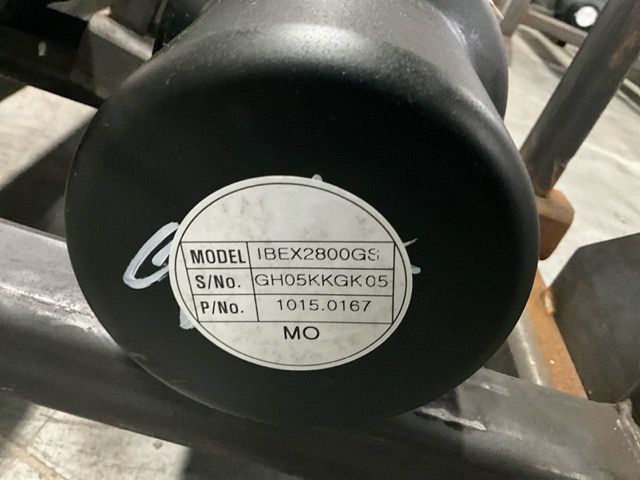 MODEL IBEX2800GS
S/No. GH05KKGK05
P/No. 1015.0167
MO